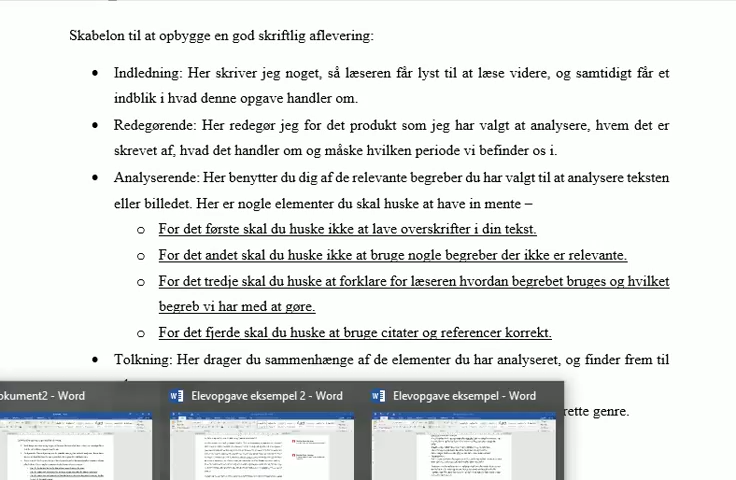 Skabelon til at opbygge en god skriftlig aflevering:
• Indledning: Her skriver jeg noget, så læseren får lyst til at læse videre, og samtidigt får et
indblik i hvad denne opgave handler om.
• Redegørende: Her redegør jeg for det produkt som jeg har valgt at analysere, hvem det er
skrevet af, hvad det handler om og måske hvilken periode vi befinder os i.
• Analyserende: Her benytter du dig af de relevante begreber du har valgt til at analysere teksten
eller billedet. Her er nogle elementer du skal huske at have in mente –
o For det første skal du huske ikke at lave overskrifter i din tekst.
o For det andet skal du huske ikke at bruge nogle begreber der ikke er relevante.
o For det tredje skal du huske at forklare for læseren hvordan begrebet bruges og hvilket
begreb vi har med at gøre.
o For det fjerde skal du huske at bruge citater og referencer korrekt.
• Tolkning: Her drager du sammenhænge af de elementer du har analyseret, og finder frem til
rette genre.
okument2 - Word
Elevopgave eksempel 2 - Word
Elevopgave eksempel - Word